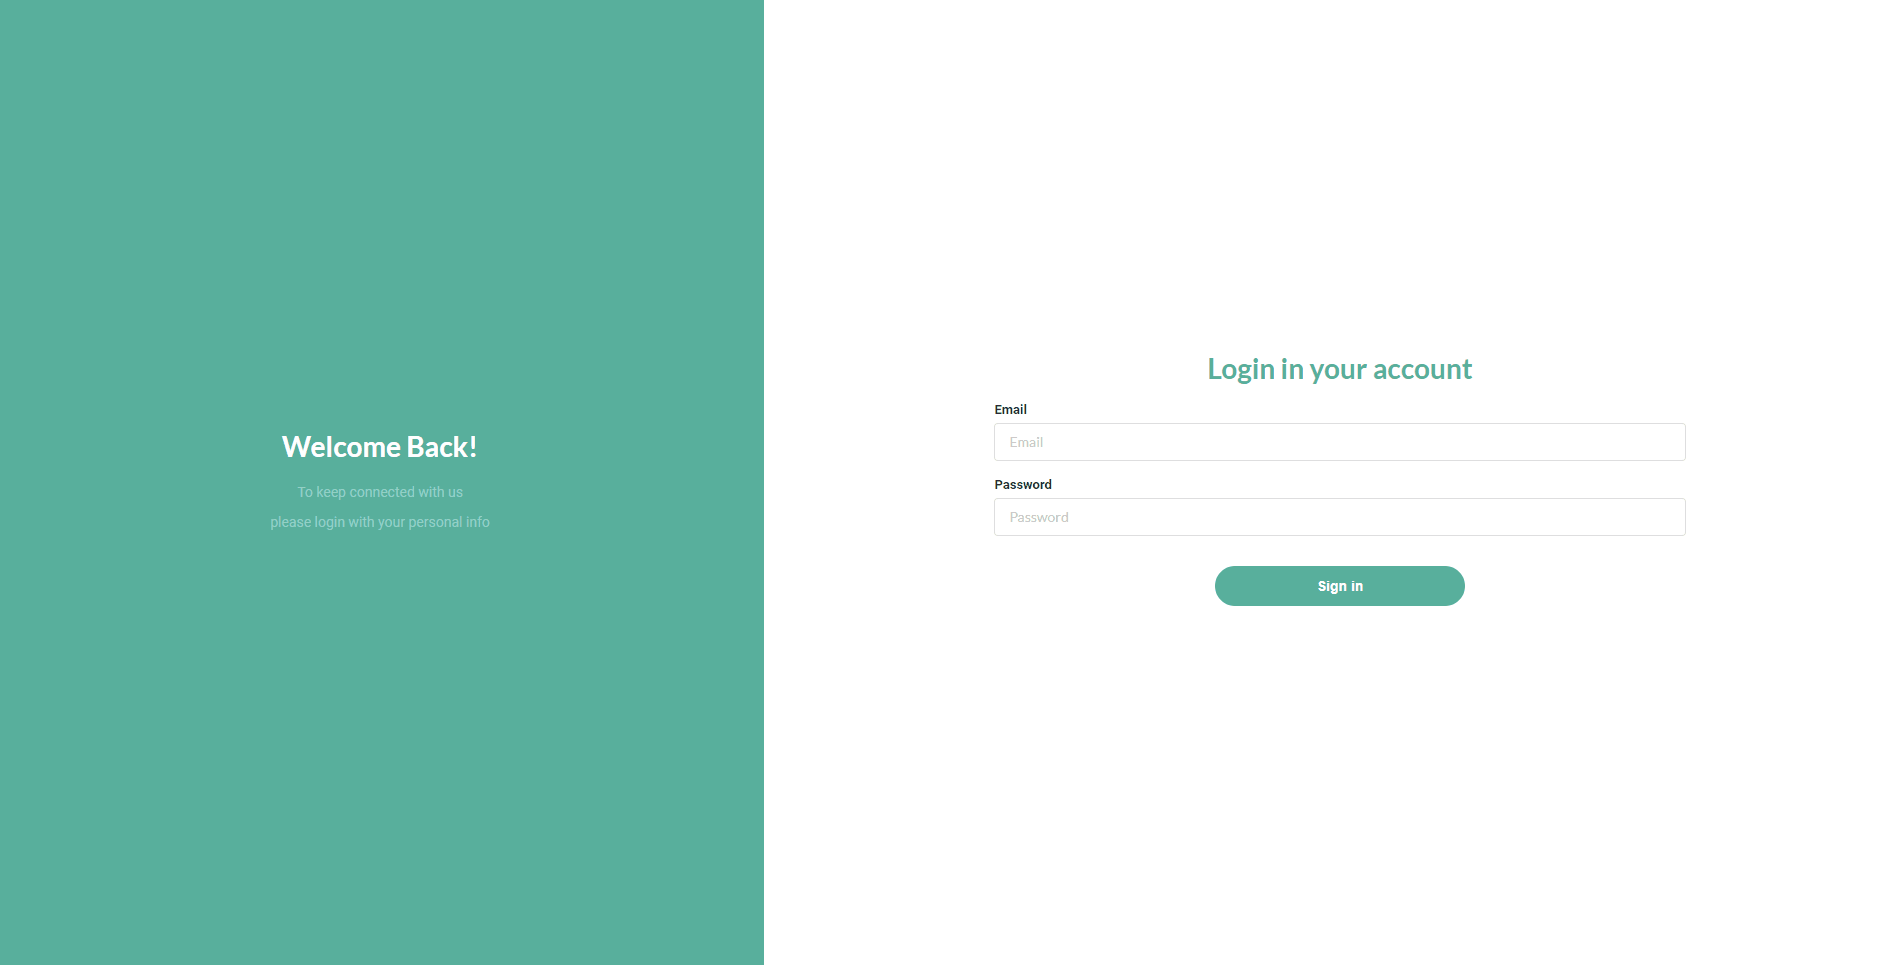 Welcome Back!
To keep connected with us
please login with your personal info
Login in your account
Email
Email
Password
Password
Sign in